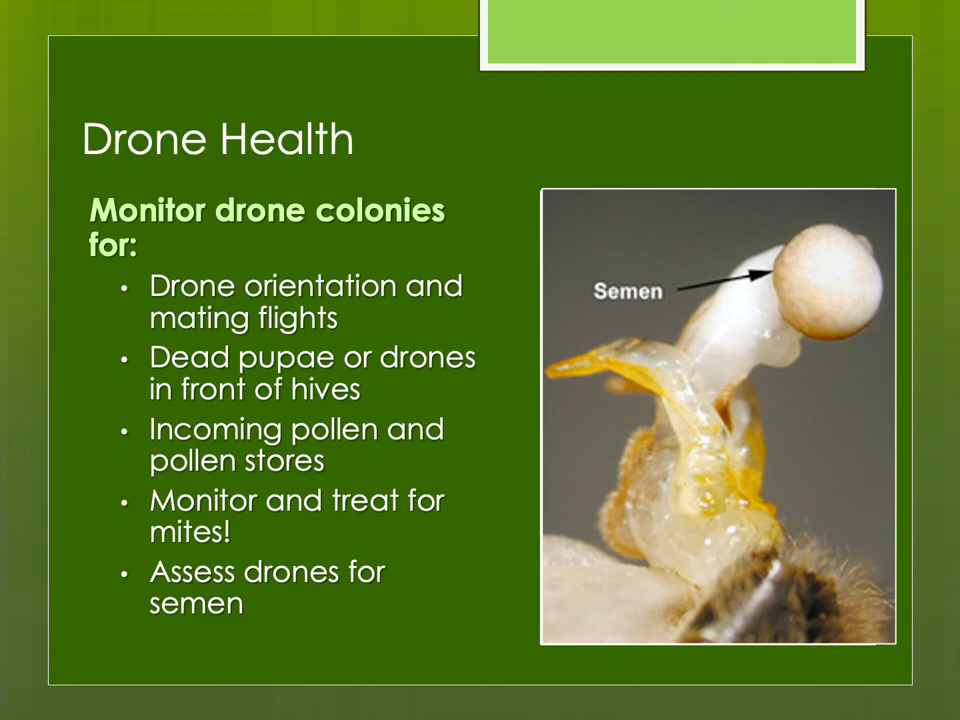 Drone Health
Monitor drone colonies
for:
• Drone orientation and
mating flights
• Dead pupae or drones
in front of hives
• Incoming pollen and
pollen stores
• Monitor and treat for
mites!
• Assess drones for
semen
Semen